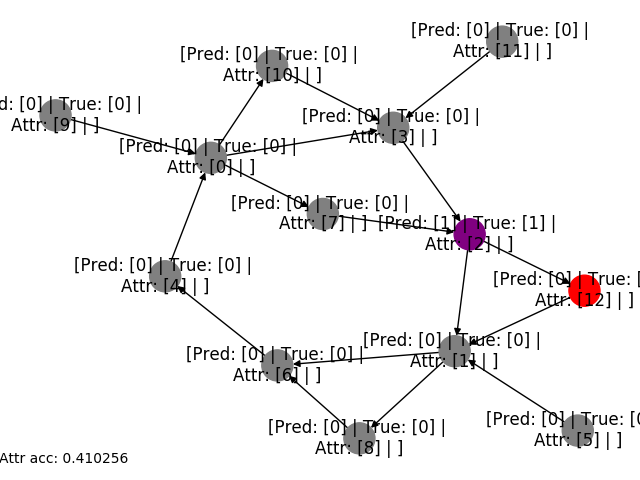 [Pred: [0] | True: [0] |
Attr: [11] | ]
[Pred: [0] | True: [0] |
Attr: [10] | ]
d: [0] | True: [0] |
Attr: [9] | ]
[Pred: [0] | True: [0] |
Attr: [3] | ]
[Pred: [0] | True: [0] |
Attr: [0] | ]
[Pred: [0] | True: [0] |
Attr: [7] | ]
[Pred: [1] | True: [1] |
Attr: [2] | ]
[Pred: [0] | True: [0] |
Attr: [4] | ]
[Pred: [0] | True: [
Attr: [12] | ]
[Pred: [0] | True: [0] |
Attr: [1] | ]
[Pred: [0] | True: [0] |
Attr: [6] | ]
[Pred: [0] | True: [0] |
Attr: [8] | ]
[Pred: [0] | True: [0
Attr: [5] | ]
Attr acc: 0.410256